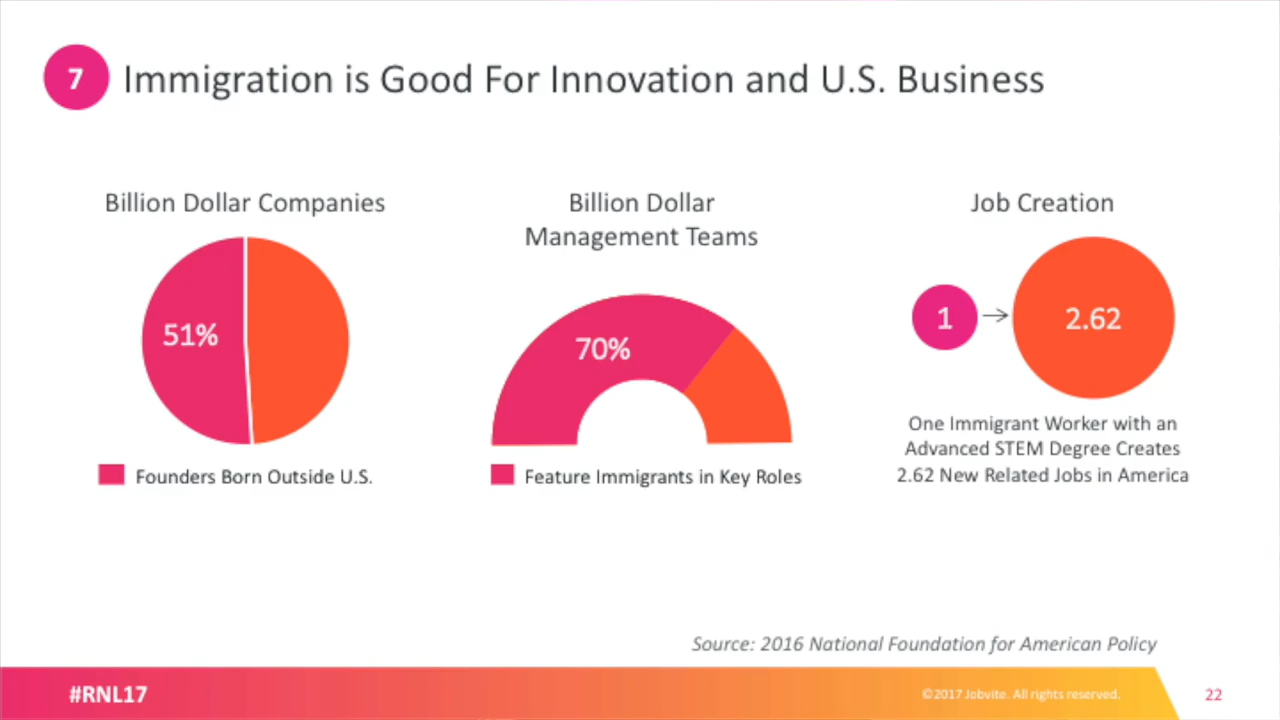 7
Immigration is Good For Innovation and U.S. Business
Billion Dollar Companies
51%
Founders Born Outside U.S.
Billion Dollar
Management Teams
70%
Feature Immigrants in Key Roles
Job Creation
1
2.62
One Immigrant Worker with an
Advanced STEM Degree Creates
2.62 New Related Jobs in America
Source: 2016 National Foundation for American Policy
#RNL17
©2017 Jobvite. All rights reserved.
22